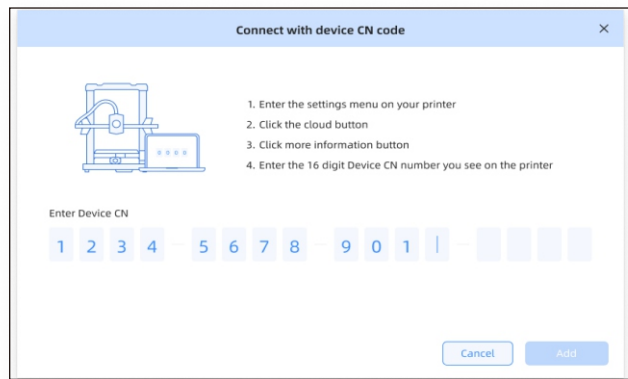 Connect with device CN code
1. Enter the settings menu on your printer
2. Click the cloud button
3. Click more information button
4. Enter the 16 digit Device CN number you see on the printer
Enter Device CN
1 2 3 4 - 5 6 7 8 - 9 0 1 -
Cancel Add